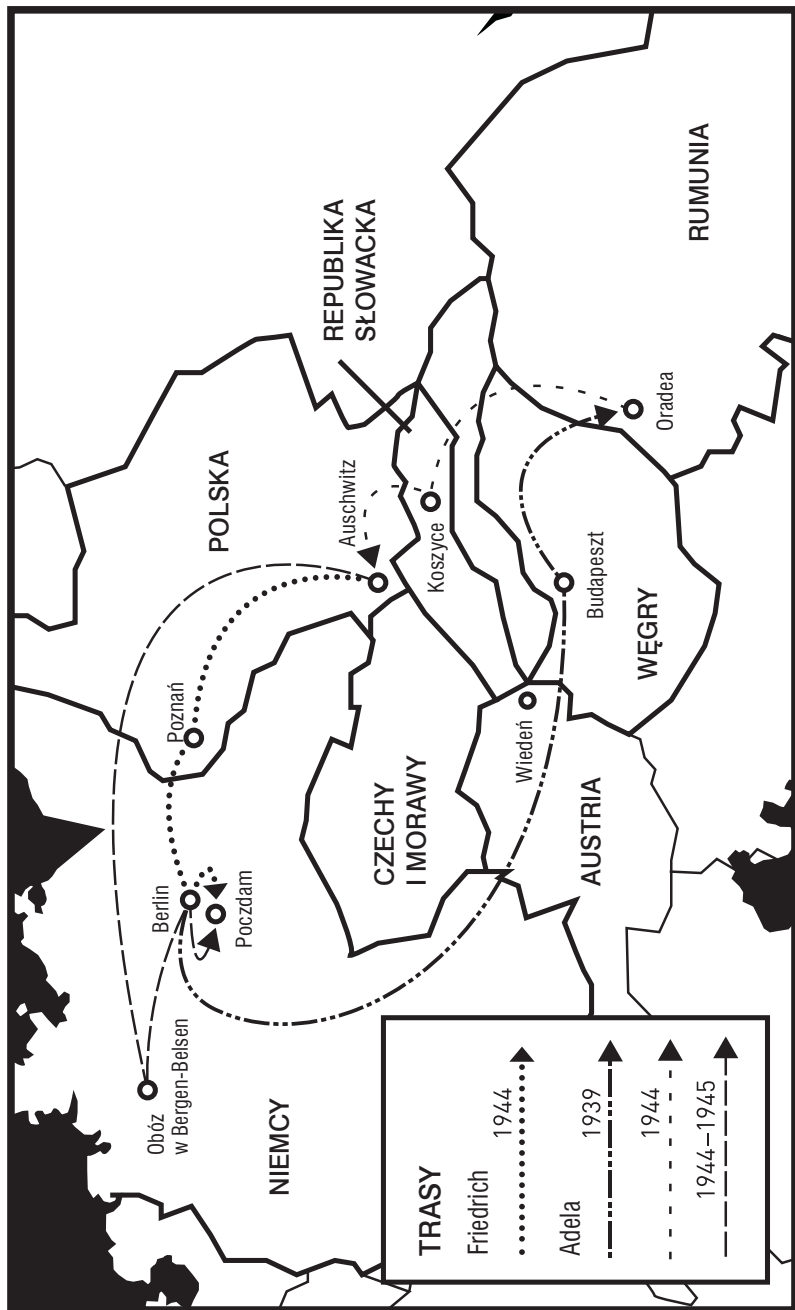 Obóz
w Bergen-Belsen
Berlin
Poczdam
Poznań
POLSKA
Auschwitz
REPUBLIKA
SŁOWACKA
Koszyce
NIEMCY
CZECHY
I MORAWY
Wiedeń
AUSTRIA
Budapeszt
WĘGRY
Oradea
RUMUNIA
TRASY
Friedrich
1944
Adela
1939
1944
1944–1945